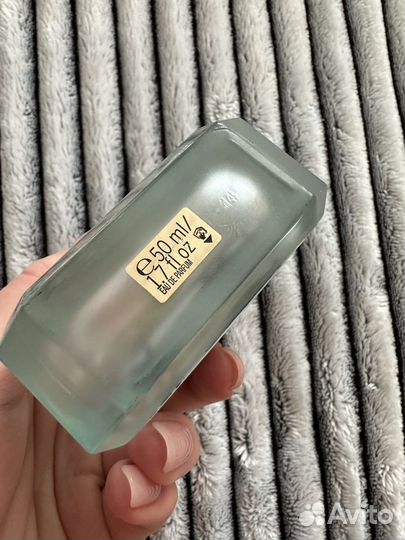 ℮50 ml/
1.7 fl oz
EAU DE PARFUM
Avito